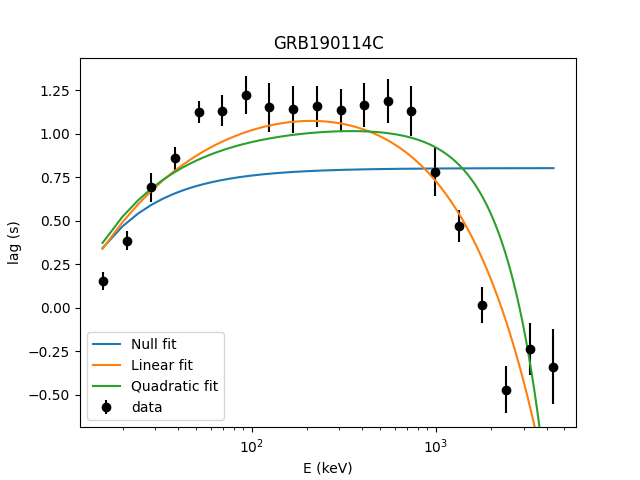 GRB190114C
lag (s)
1.25
1.00
0.75
0.50
0.25
0.00
−0.25
−0.50
Null fit
Linear fit
Quadratic fit
data
10²
10³
E (keV)